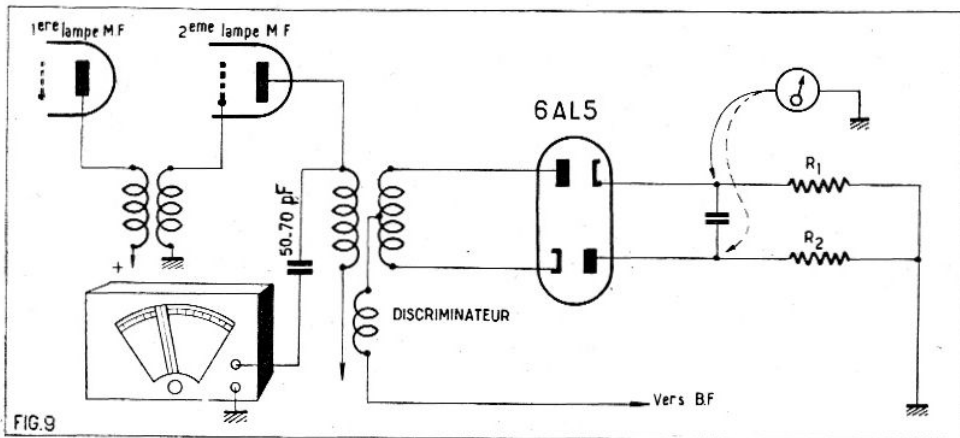 1ere lampe M.F
2eme lampe M F
6AL5
R1
50-70 pF
R2
+
DISCRIMINATEUR
Vers B.F
FIG.9